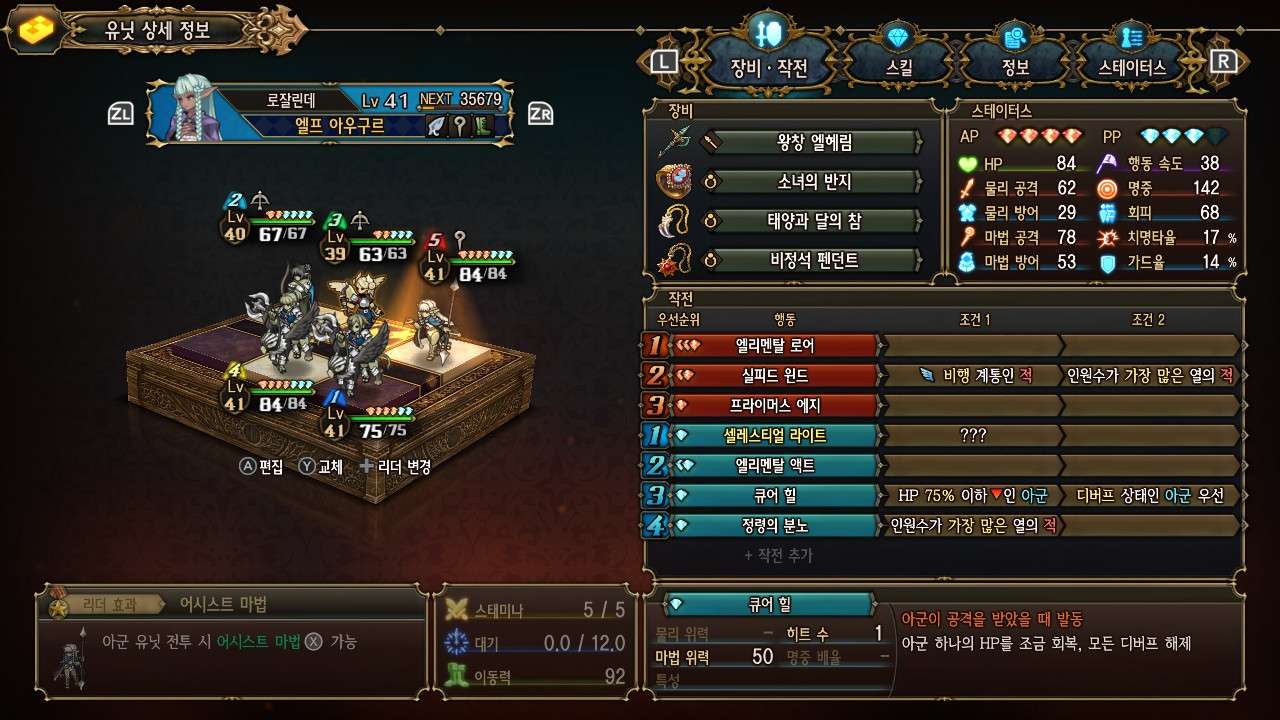 유닛 상세 정보
L
장비·작전
스킬
정보
스테이터스
R
ZL
로잘린데
Lv 41
NEXT 35679
엘프 아우구르
ZR
2
Lv
40
67/67
3
Lv
39
63/63
5
Lv
41
84/84
4
Lv
41
84/84
1
Lv
41
75/75
A 편집 Y 교체 + 리더 변경
장비
왕창 엘헤림
소녀의 반지
태양과 달의 참
비정석 펜던트
스테이터스
AP
PP
HP 84
행동 속도 38
물리 공격 62
명중 142
물리 방어 29
회피 68
마법 공격 78
치명타율 17 %
마법 방어 53
가드율 14 %
작전
우선순위 행동 조건 1 조건 2
1 엘리멘탈 로어
2 실피드 윈드 비행 계통인 적 인원수가 가장 많은 열의 적
3 프라이머스 에지
1 셀레스티얼 라이트 ???
2 엘리멘탈 액트
3 큐어 힐 HP 75% 이하▼인 아군 디버프 상태인 아군 우선
4 정령의 분노 인원수가 가장 많은 열의 적
+ 작전 추가
리더 효과 어시스트 마법
아군 유닛 전투 시 어시스트 마법 X 가능
스태미나 5 / 5
대기 0.0 / 12.0
이동력 92
큐어 힐
물리 위력 - 히트 수 1
마법 위력 50 명중 배율 -
특성
아군이 공격을 받았을 때 발동
아군 하나의 HP를 조금 회복, 모든 디버프 해제